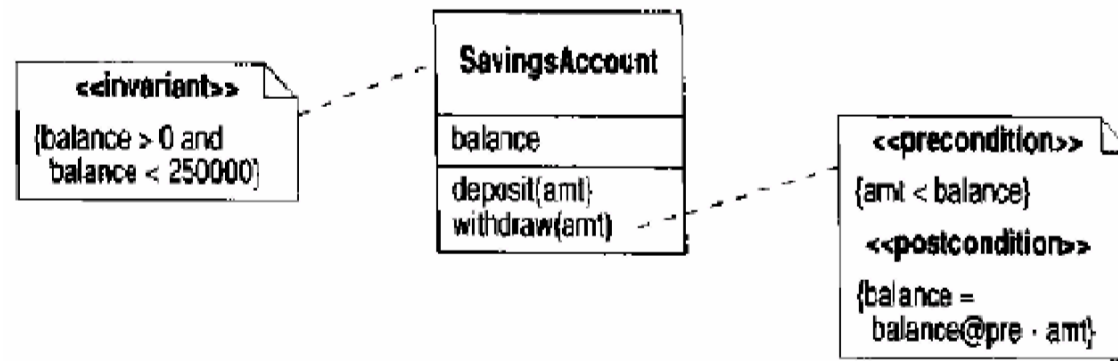 <<invariant>>
{balance > 0 and
balance < 250000}
SavingsAccount
balance
deposit(amt)
withdraw(amt)
<<precondition>>
{amt < balance}
<<postcondition>>
{balance =
balance@pre - amt}